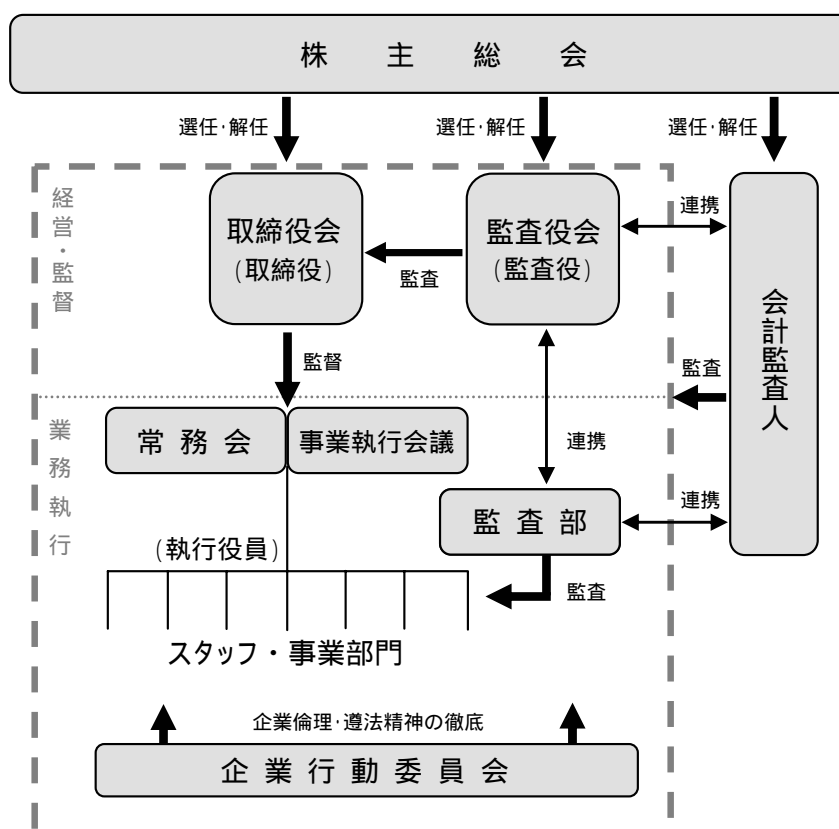 株主総会
選任･解任
選任･解任
選任･解任
経営・監督
取締役会
(取締役)
監査
監査役会
(監査役)
連携
会計監査人
監督
監査
業務執行
常務会
事業執行会議
連携
監査部
連携
(執行役員)
監査
スタッフ・事業部門
企業倫理･遵法精神の徹底
企業行動委員会